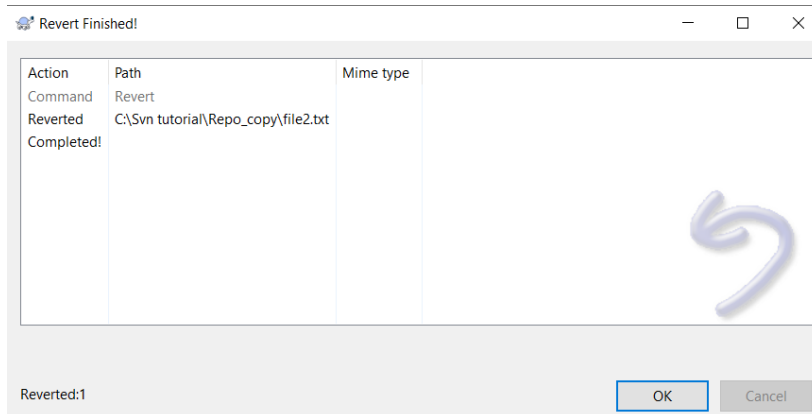 Revert Finished!
Action Path Mime type
Command Revert
Reverted C:\Svn tutorial\Repo_copy\file2.txt
Completed!
Reverted:1
OK Cancel